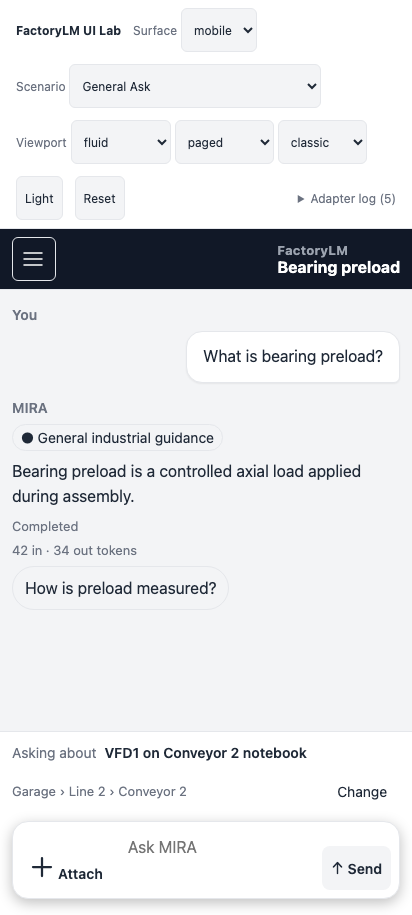 FactoryLM UI Lab Surface mobile
Scenario General Ask
Viewport fluid paged classic
Light Reset Adapter log (5)
FactoryLM
Bearing preload
You
What is bearing preload?
MIRA
General industrial guidance
Bearing preload is a controlled axial load applied
during assembly.
Completed
42 in · 34 out tokens
How is preload measured?
Asking about VFD1 on Conveyor 2 notebook
Garage › Line 2 › Conveyor 2 Change
Ask MIRA
Attach
↑ Send